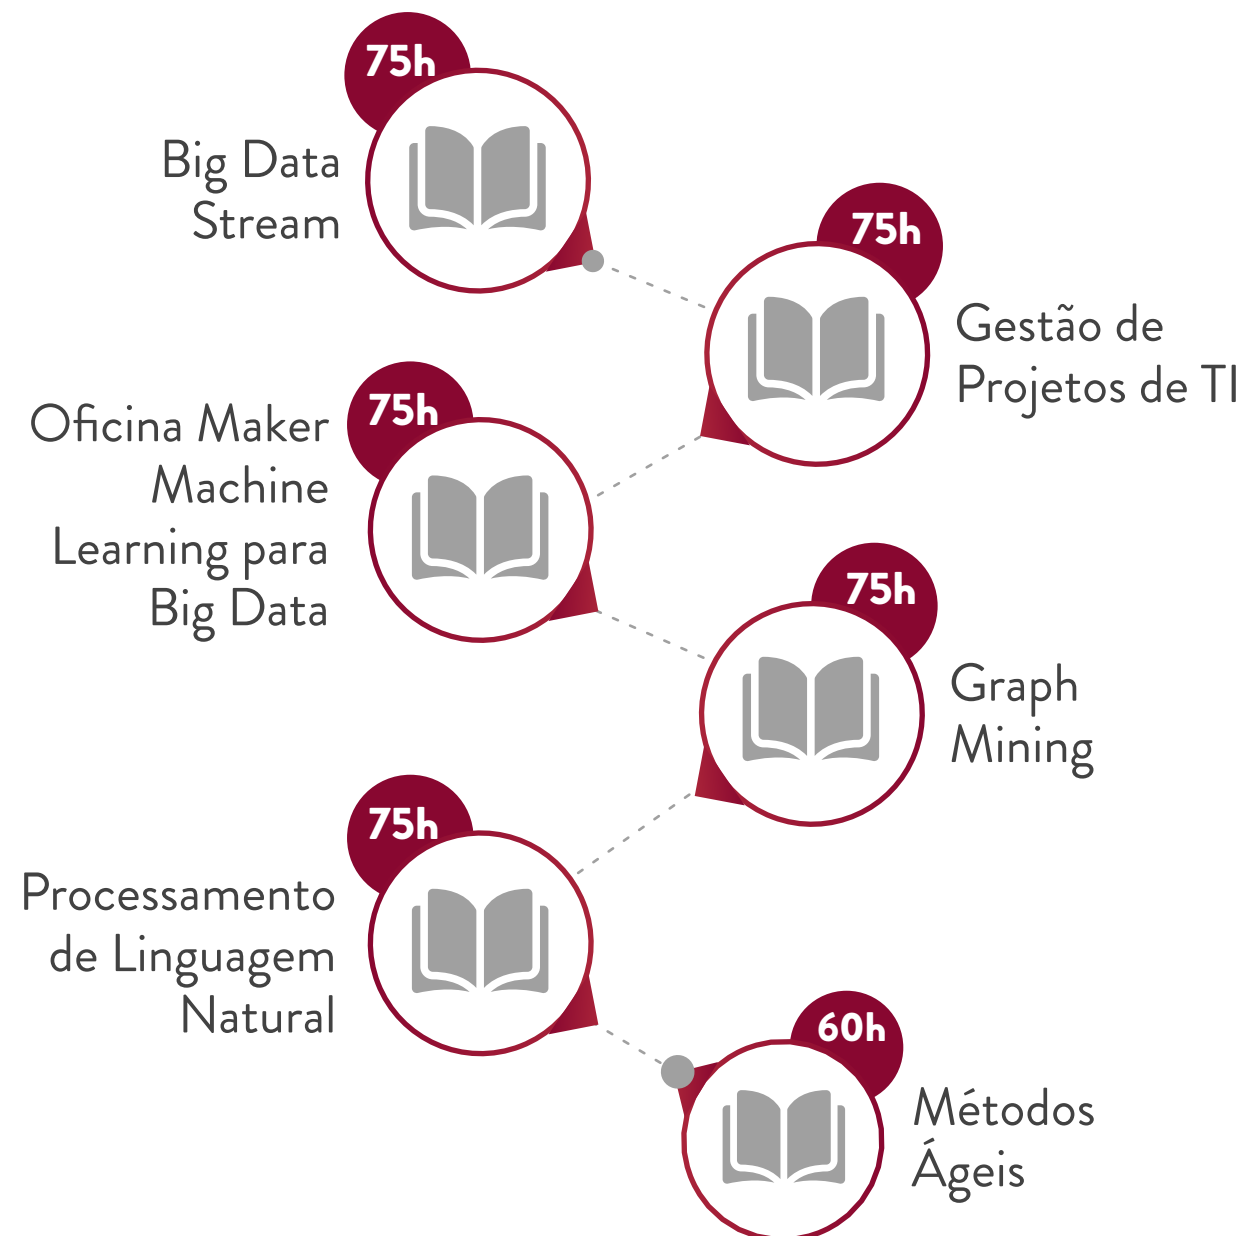 75h
Big Data
Stream
75h
Gestão de
Projetos de TI
75h
Oficina Maker
Machine
Learning para
Big Data
75h
Graph
Mining
75h
Processamento
de Linguagem
Natural
60h
Métodos
Ágeis